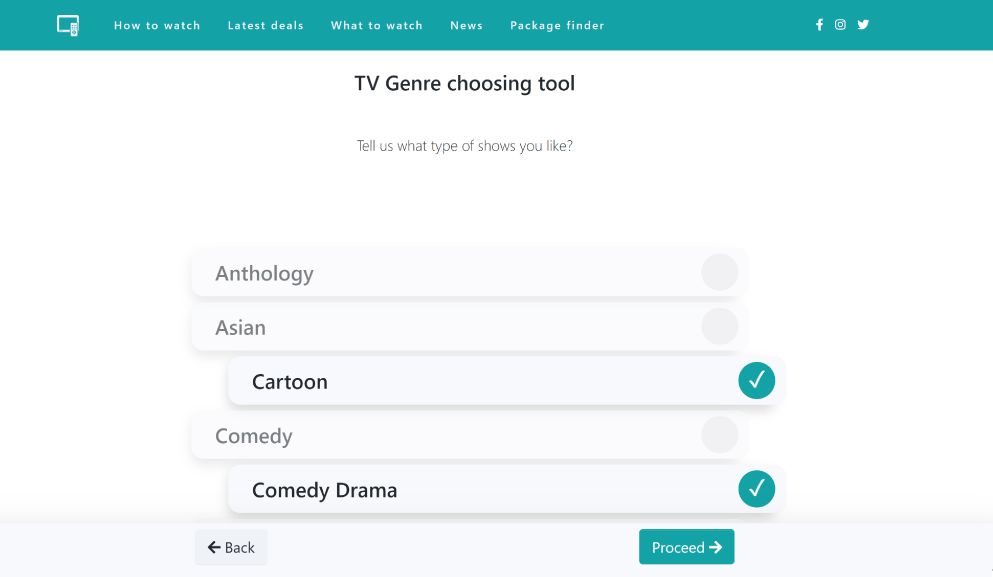 How to watch Latest deals What to watch News Package finder
TV Genre choosing tool
Tell us what type of shows you like?
Anthology
Asian
Cartoon
Comedy
Comedy Drama
Back Proceed